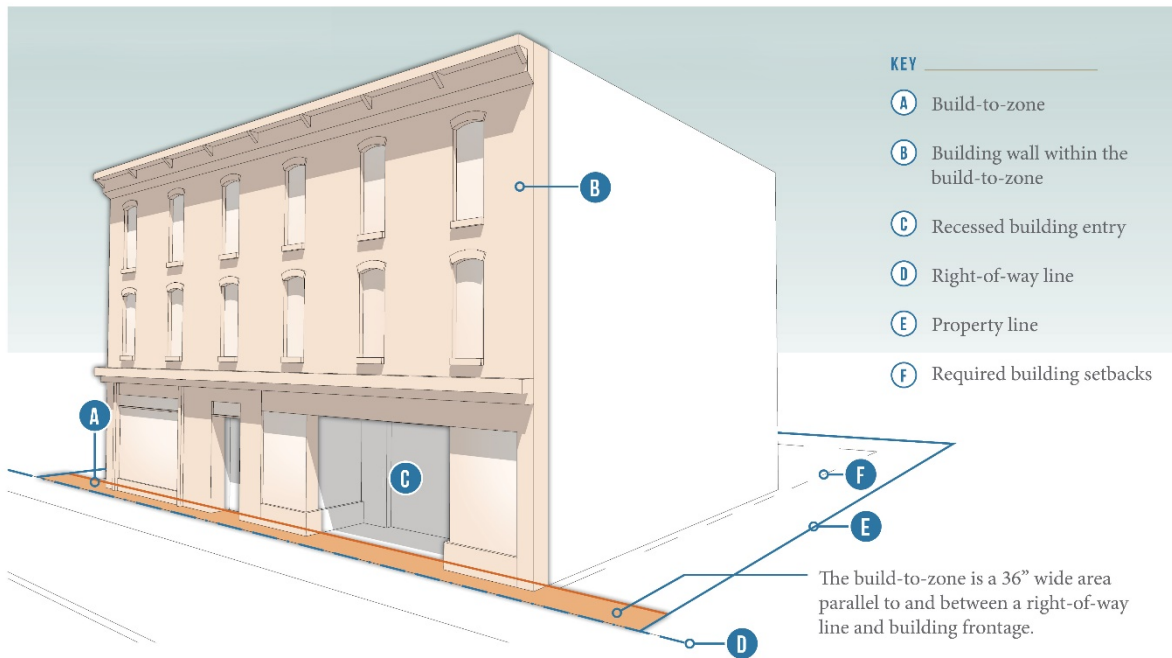 KEY
A Build-to-zone
B Building wall within the
build-to-zone
C Recessed building entry
D Right-of-way line
E Property line
F Required building setbacks
B
A
C
F
E
The build-to-zone is a 36” wide area
parallel to and between a right-of-way
line and building frontage.
D